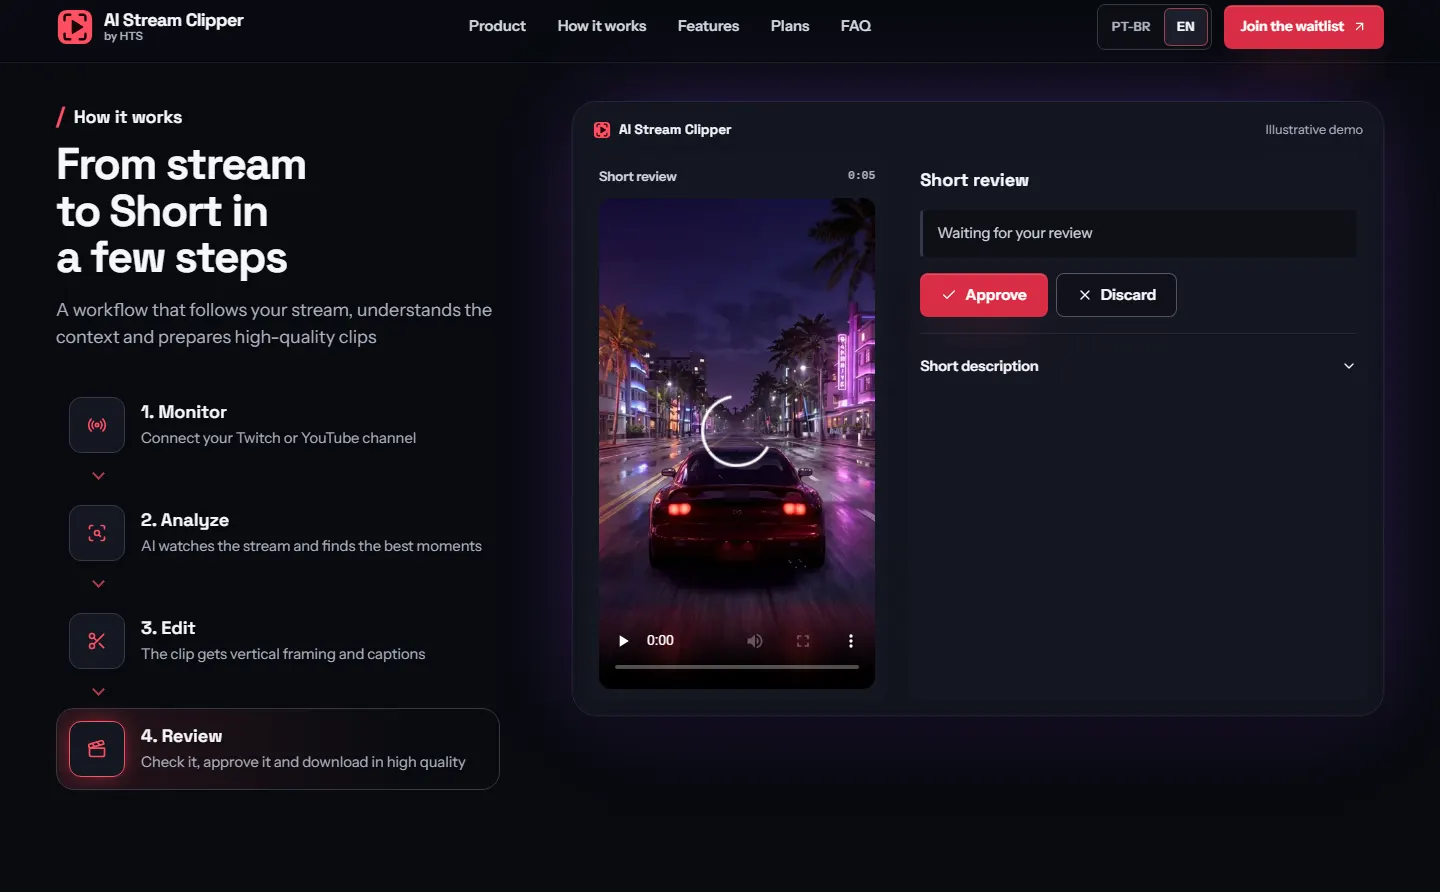 AI Stream Clipper
by HTS
Product
How it works
Features
Plans
FAQ
PT-BR
EN
Join the waitlist
/ How it works
From stream
to Short in
a few steps
A workflow that follows your stream, understands the
context and prepares high-quality clips
1. Monitor
Connect your Twitch or YouTube channel
2. Analyze
AI watches the stream and finds the best moments
3. Edit
The clip gets vertical framing and captions
4. Review
Check it, approve it and download in high quality
AI Stream Clipper
Illustrative demo
Short review
0:05
0:00
Short review
Waiting for your review
Approve
Discard
Short description